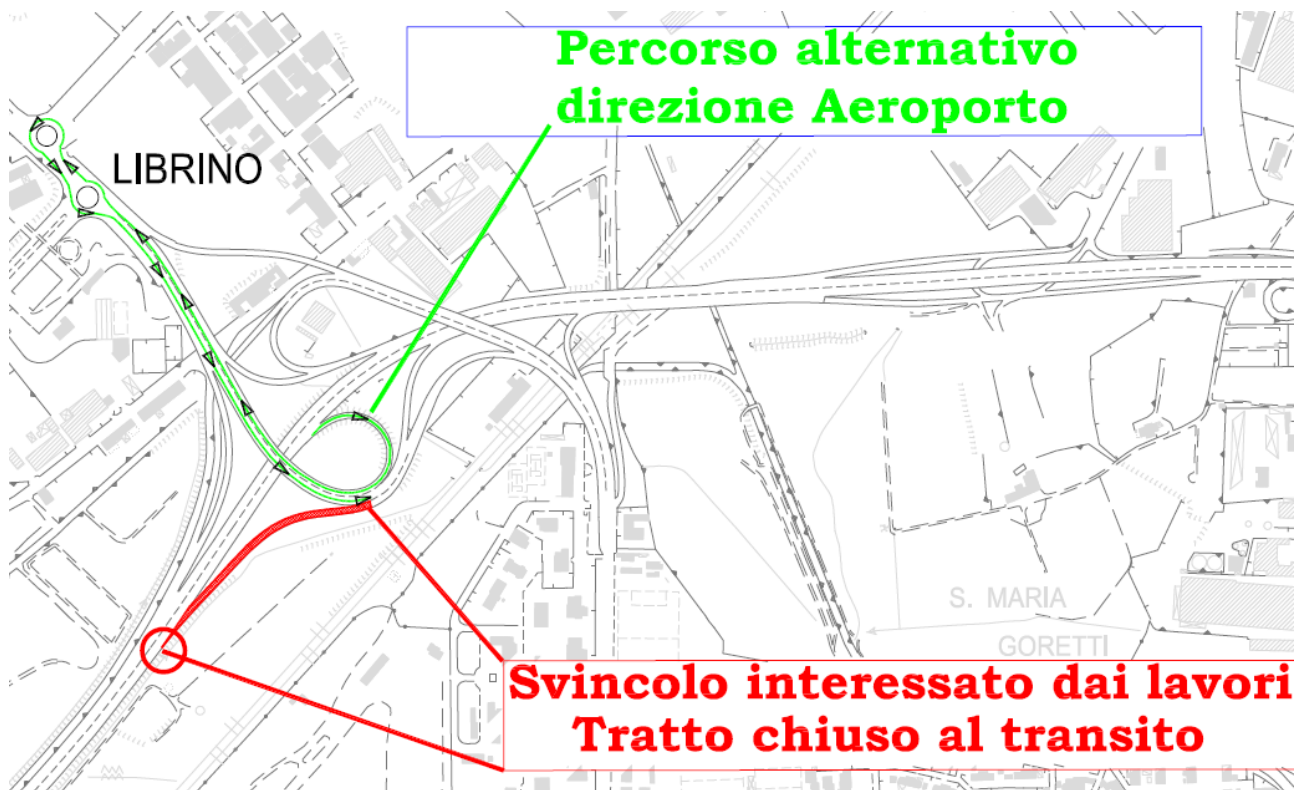 Percorso alternativo
direzione Aeroporto
LIBRINO
S. MARIA
GORETTI
Svincolo interessato dai lavori
Tratto chiuso al transito